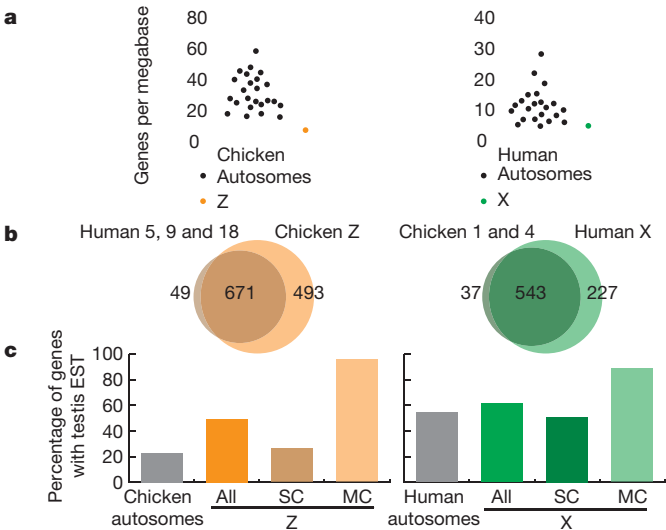 a
Genes per megabase
80
60
40
20
0
Chicken
Autosomes
Z
40
30
20
10
0
Human
Autosomes
X
b
Human 5, 9 and 18 Chicken Z
49 671 493
Chicken 1 and 4 Human X
37 543 227
c
Percentage of genes
with testis EST
100
80
60
40
20
0
Chicken
autosomes
All SC MC
Z
Human
autosomes
All SC MC
X